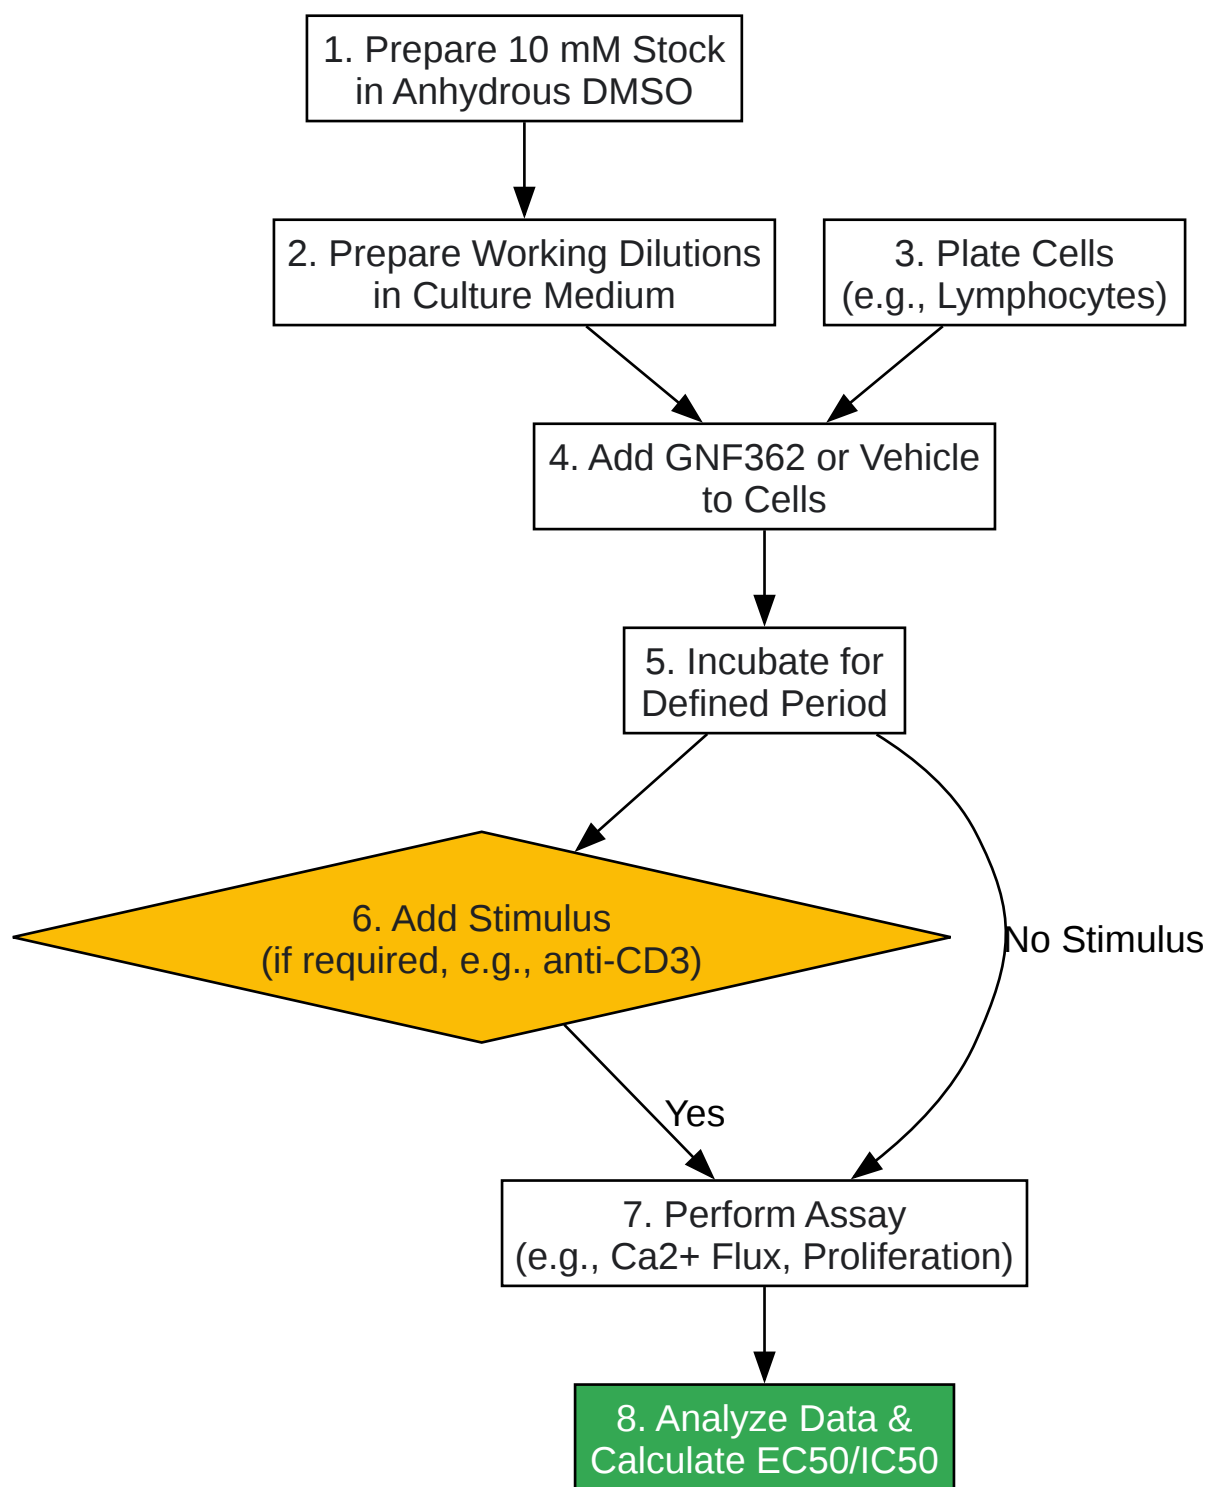 1. Prepare 10 mM Stock
in Anhydrous DMSO
2. Prepare Working Dilutions
in Culture Medium
3. Plate Cells
(e.g., Lymphocytes)
4. Add GNF362 or Vehicle
to Cells
5. Incubate for
Defined Period
6. Add Stimulus
(if required, e.g., anti-CD3)
No Stimulus
Yes
7. Perform Assay
(e.g., Ca2+ Flux, Proliferation)
8. Analyze Data &
Calculate EC50/IC50